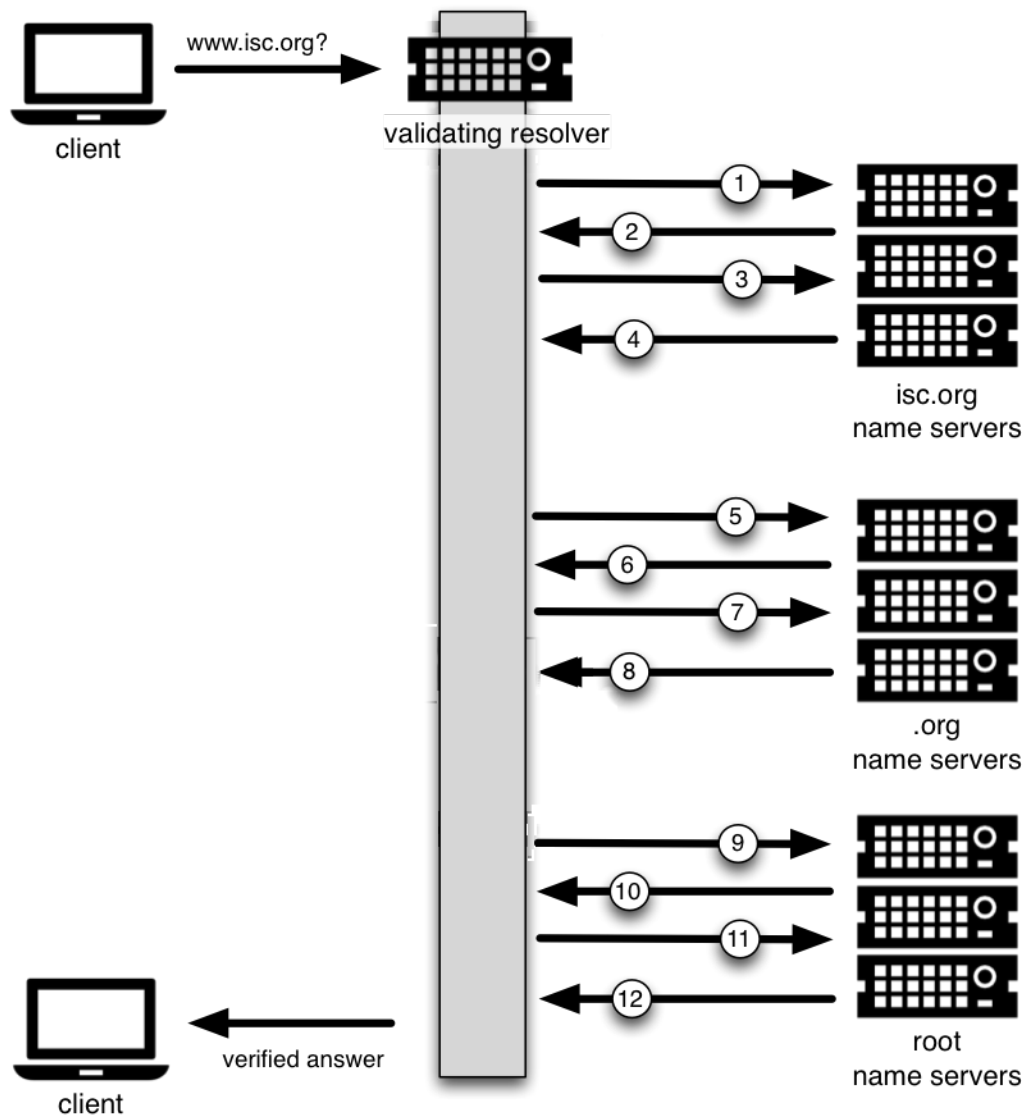 www.isc.org?
client
validating resolver
1
2
3
4
isc.org
name servers
5
6
7
8
.org
name servers
9
10
11
12
root
name servers
verified answer
client